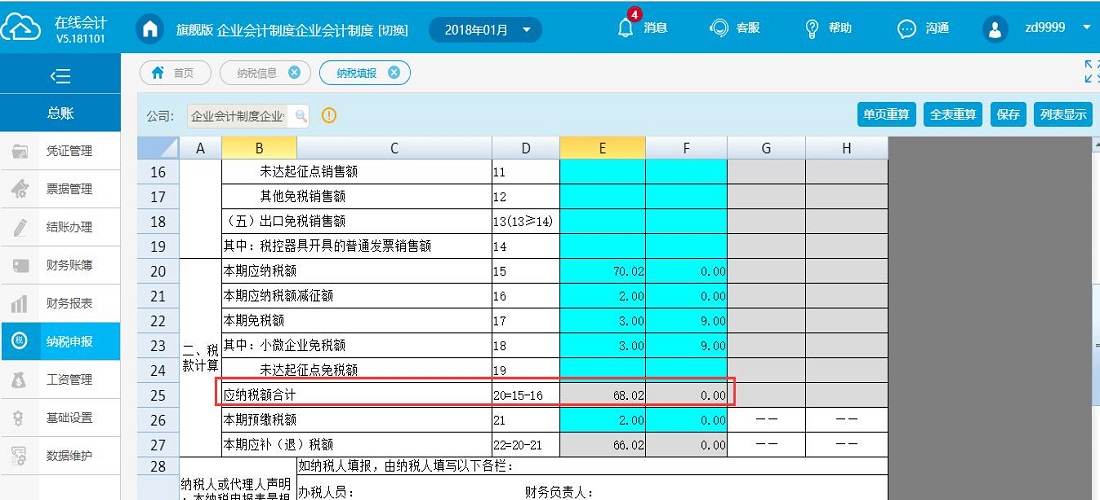 在线会计
V5.181101
旗舰版 企业会计制度企业会计制度 [切换]
2018年01月
4
消息
客服
帮助
沟通
zd9999
总账
凭证管理
票据管理
结账办理
财务账簿
财务报表
税
纳税申报
工资管理
基础设置
数据维护
首页
纳税信息
纳税填报
公司：
企业会计制度企业
单页重算
全表重算
保存
列表显示
A B C D E F G H
16 未达起征点销售额 11
17 其他免税销售额 12
18 （五）出口免税销售额 13(13≥14)
19 其中：税控器具开具的普通发票销售额 14
二、税
款计算
20 本期应纳税额 15 70.02 0.00
21 本期应纳税额减征额 16 2.00 0.00
22 本期免税额 17 3.00 9.00
23 其中：小微企业免税额 18 3.00 9.00
24 未达起征点免税额 19
25 应纳税额合计 20=15-16 68.02 0.00
26 本期预缴税额 21 2.00 0.00 —— ——
27 本期应补（退）税额 22=20-21 66.02 0.00 —— ——
28 如纳税人填报，由纳税人填写以下各栏：
纳税人或代理人声明
：本纳税申报表是根
办税人员： 财务负责人：